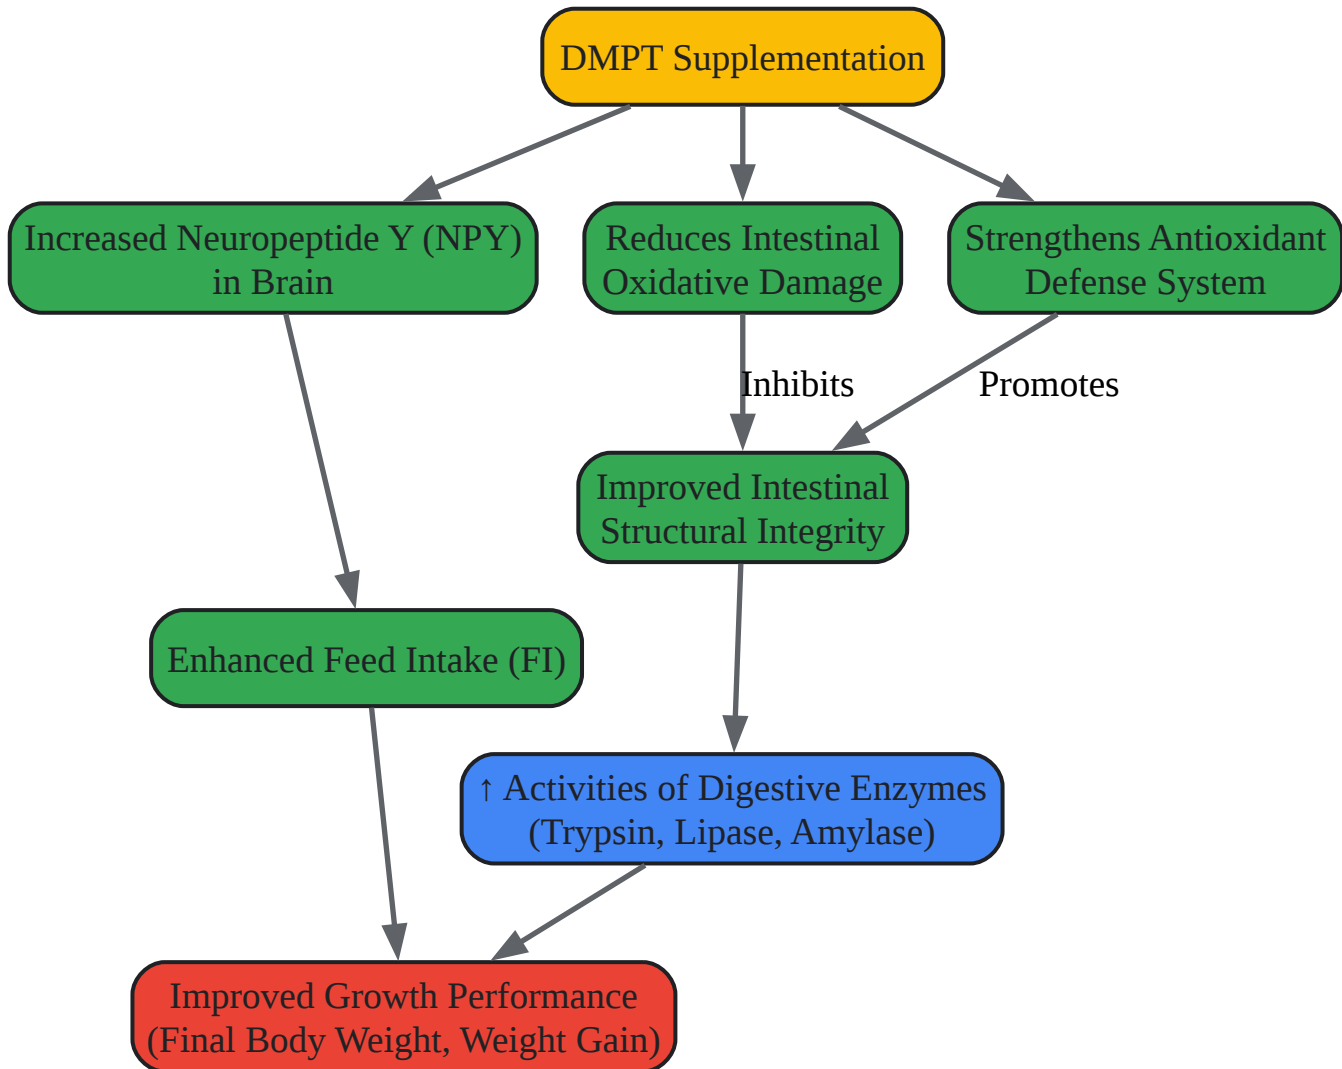 DMPT Supplementation
Increased Neuropeptide Y (NPY)
in Brain
Reduces Intestinal
Oxidative Damage
Strengthens Antioxidant
Defense System
Inhibits
Promotes
Improved Intestinal
Structural Integrity
Enhanced Feed Intake (FI)
↑ Activities of Digestive Enzymes
(Trypsin, Lipase, Amylase)
Improved Growth Performance
(Final Body Weight, Weight Gain)